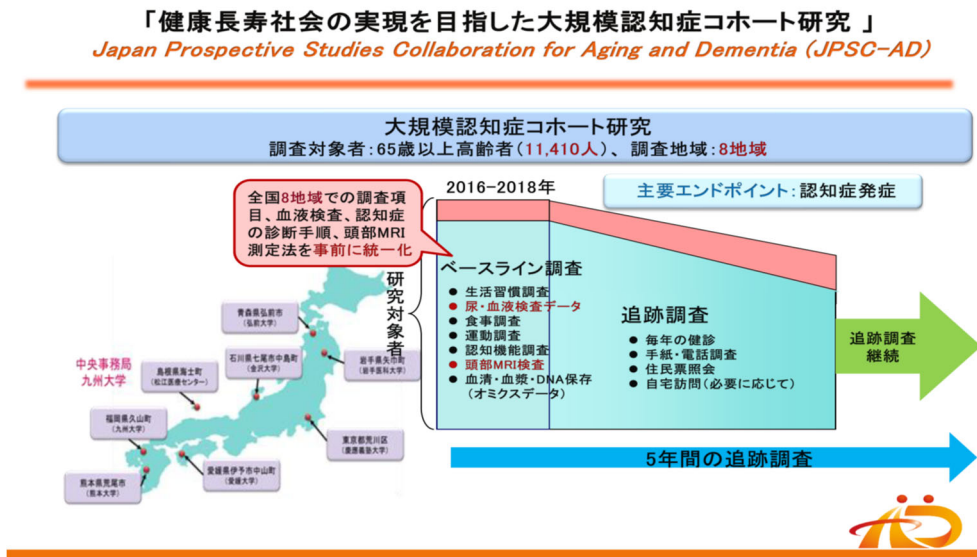 「健康長寿社会の実現を目指した大規模認知症コホート研究 」
Japan Prospective Studies Collaboration for Aging and Dementia (JPSC-AD)
大規模認知症コホート研究
調査対象者：65歳以上高齢者（11,410人）、調査地域：8地域
全国8地域での調査項
目、血液検査、認知症
の診断手順、頭部MRI
測定法を事前に統一化
2016-2018年
主要エンドポイント：認知症発症
研究対象者
ベースライン調査
● 生活習慣調査
● 尿・血液検査データ
● 食事調査
● 運動調査
● 認知機能調査
● 頭部MRI検査
● 血清・血漿・DNA保存
（オミクスデータ）
追跡調査
● 毎年の健診
● 手紙・電話調査
● 住民票照会
● 自宅訪問（必要に応じて）
追跡調査
継続
5年間の追跡調査
中央事務局
九州大学
青森県弘前市
（弘前大学）
岩手県矢巾町
（岩手医科大学）
石川県七尾市中島町
（金沢大学）
島根県海士町
（松江医療センター）
福岡県久山町
（九州大学）
東京都荒川区
（慶應義塾大学）
愛媛県伊予市中山町
（愛媛大学）
熊本県荒尾市
（熊本大学）